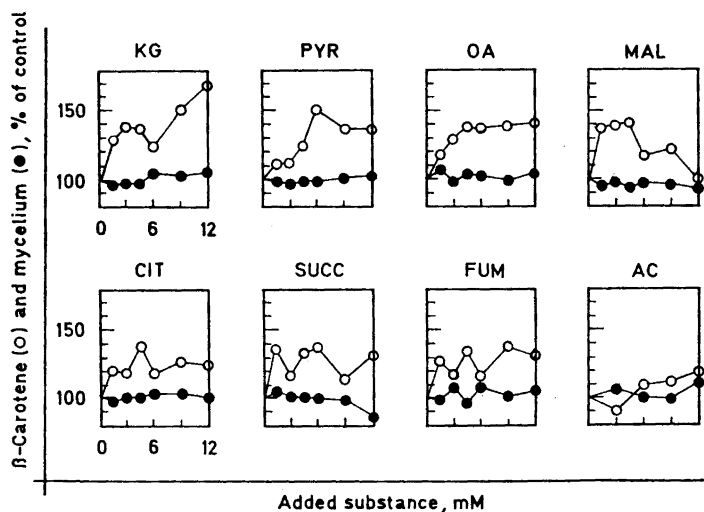 β-Carotene (○) and mycelium (●), % of control
KG PYR OA MAL
150
100
0 6 12
CIT SUCC FUM AC
150
100
0 6 12
Added substance, mM